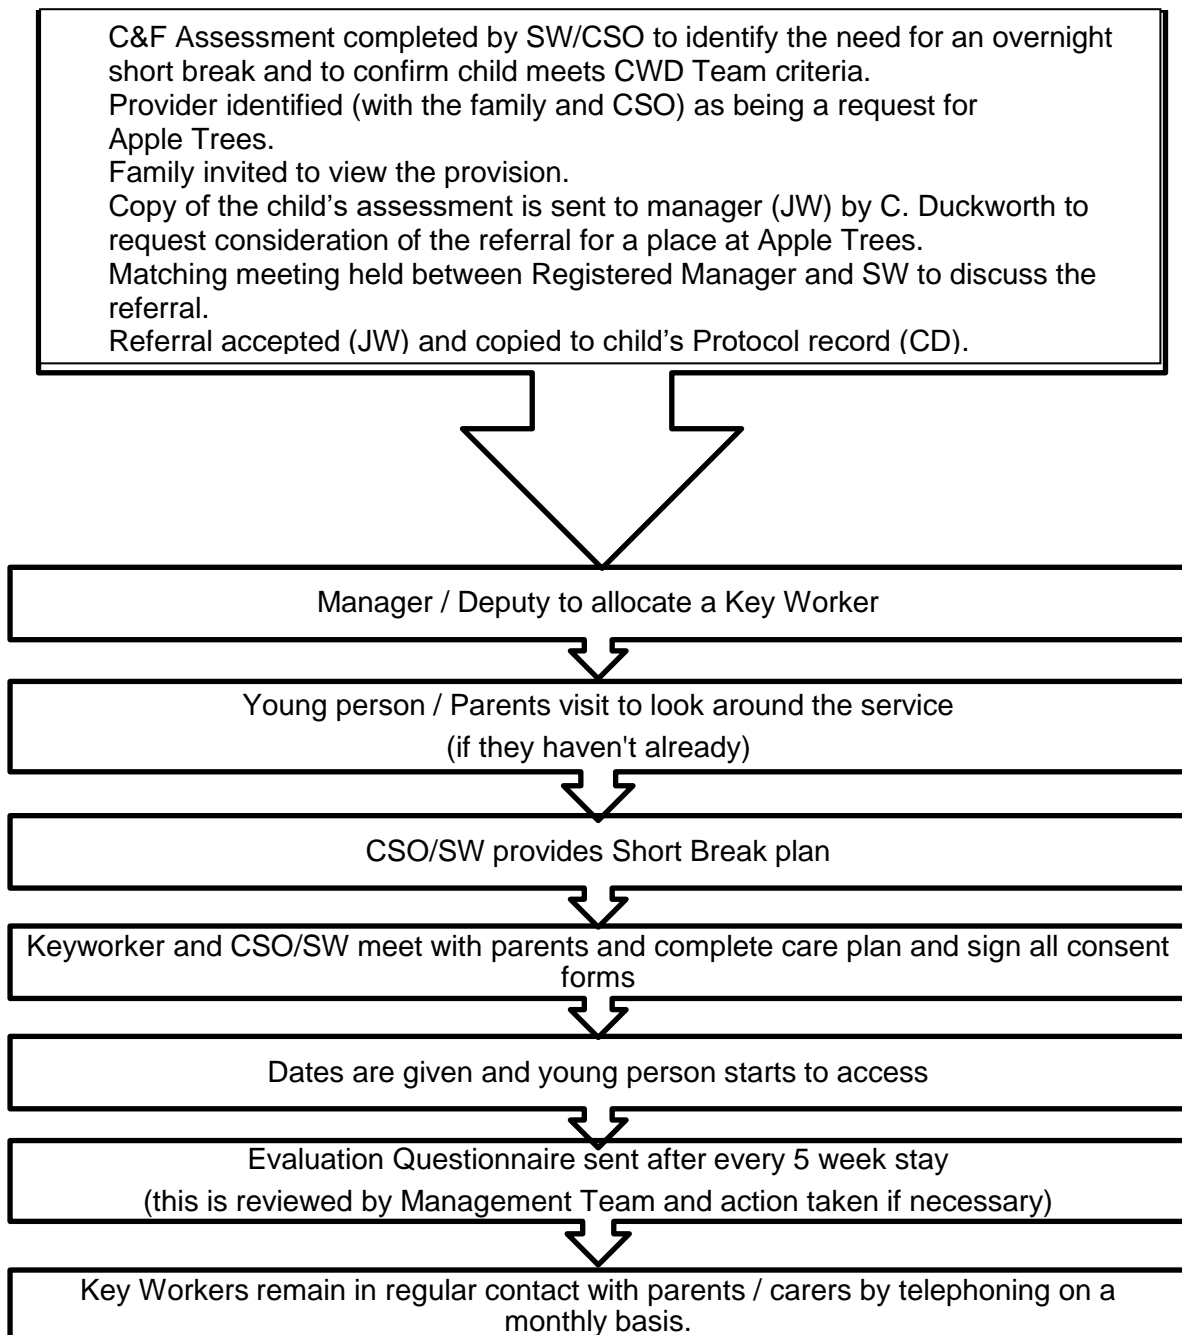 C&F Assessment completed by SW/CSO to identify the need for an overnight
short break and to confirm child meets CWD Team criteria.
Provider identified (with the family and CSO) as being a request for
Apple Trees.
Family invited to view the provision.
Copy of the child’s assessment is sent to manager (JW) by C. Duckworth to
request consideration of the referral for a place at Apple Trees.
Matching meeting held between Registered Manager and SW to discuss the
referral.
Referral accepted (JW) and copied to child’s Protocol record (CD).
Manager / Deputy to allocate a Key Worker
Young person / Parents visit to look around the service
(if they haven't already)
CSO/SW provides Short Break plan
Keyworker and CSO/SW meet with parents and complete care plan and sign all consent
forms
Dates are given and young person starts to access
Evaluation Questionnaire sent after every 5 week stay
(this is reviewed by Management Team and action taken if necessary)
Key Workers remain in regular contact with parents / carers by telephoning on a
monthly basis.